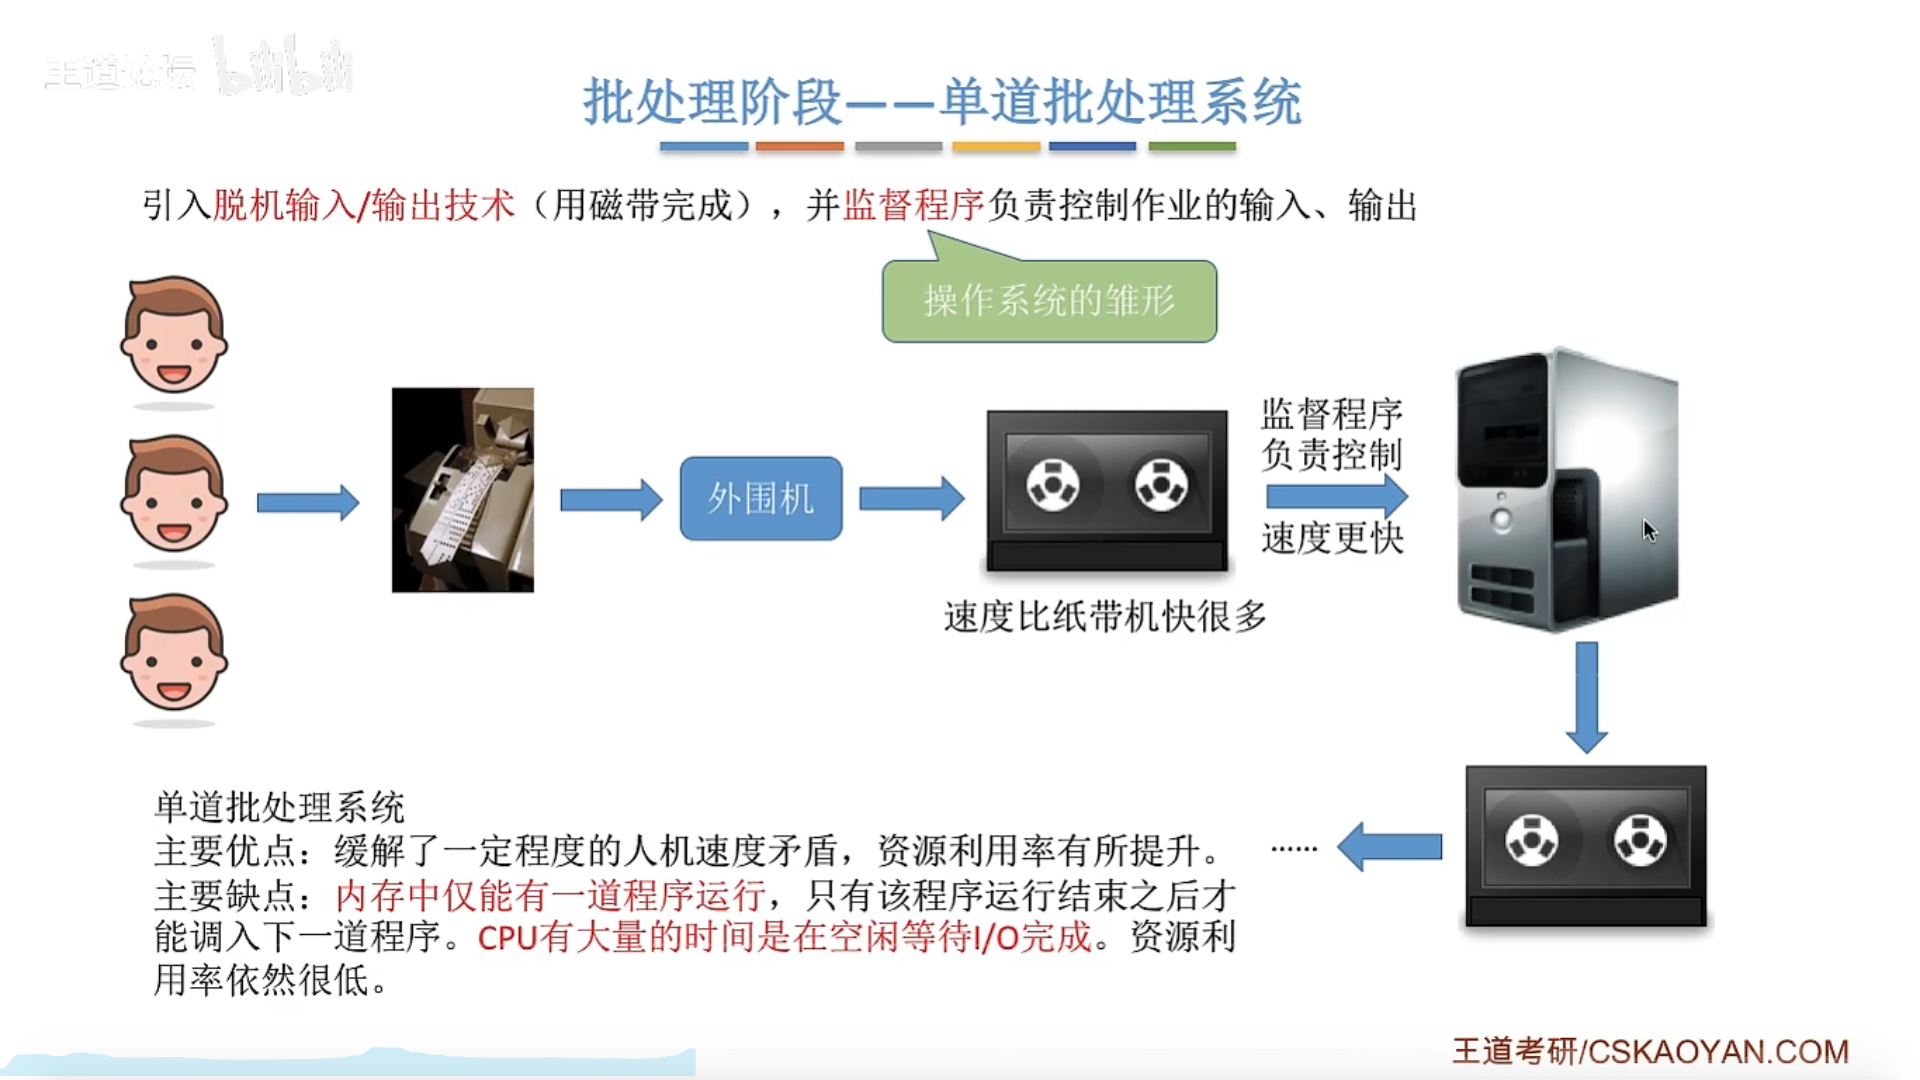 王道论坛 bilibili
批处理阶段——单道批处理系统
引入脱机输入/输出技术（用磁带完成），并监督程序负责控制作业的输入、输出
操作系统的雏形
外围机
监督程序
负责控制
速度更快
速度比纸带机快很多
单道批处理系统
主要优点：缓解了一定程度的人机速度矛盾，资源利用率有所提升。
主要缺点：内存中仅能有一道程序运行，只有该程序运行结束之后才
能调入下一道程序。CPU有大量的时间是在空闲等待I/O完成。资源利
用率依然很低。
······
王道考研/CSKAOYAN.COM